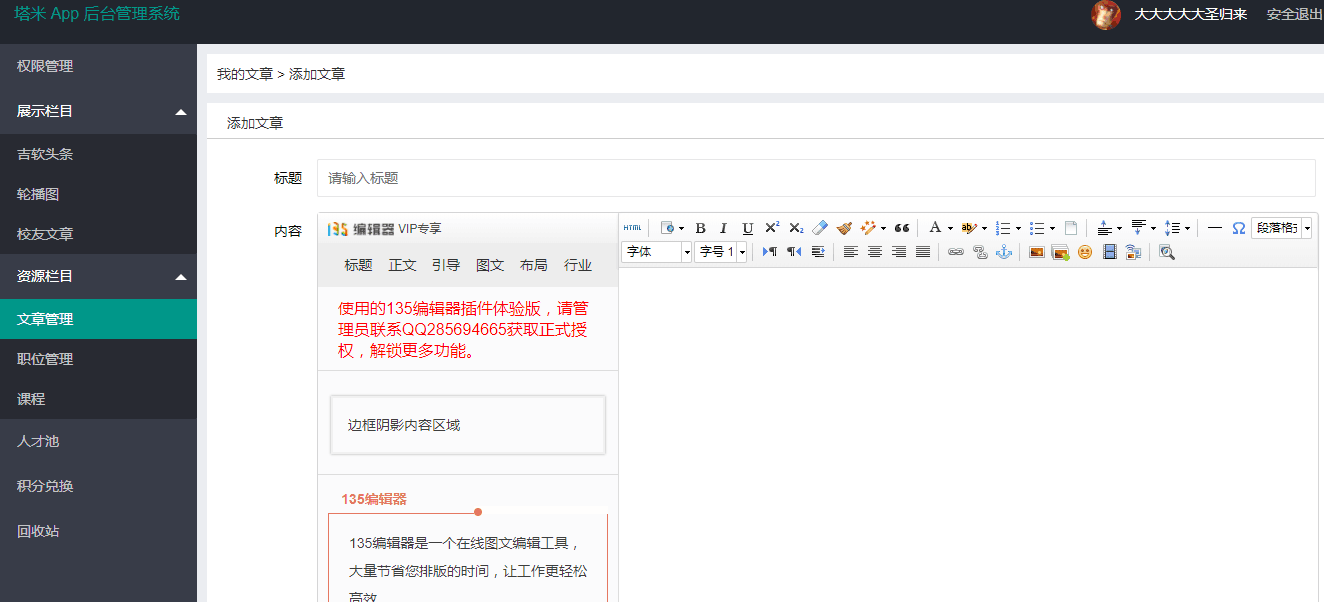 塔米 App 后台管理系统
大大大大大圣归来
安全退出
权限管理
展示栏目
吉软头条
轮播图
校友文章
资源栏目
文章管理
职位管理
课程
人才池
积分兑换
回收站
我的文章 > 添加文章
添加文章
标题
请输入标题
内容
135 编辑器 VIP专享
标题 正文 引导 图文 布局 行业
使用的135编辑器插件体验版，请管
理员联系QQ285694665获取正式授
权，解锁更多功能。
边框阴影内容区域
135编辑器
135编辑器是一个在线图文编辑工具，
大量节省您排版的时间，让工作更轻松
高效
HTML B I U X² X₂ A ab Ω 段落格式
字体 字号 1